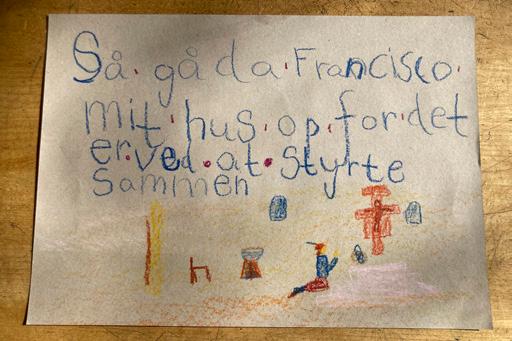 Så · gå da · Francisco ·
mit · hus · op · for · det
er · ved · at · styrte
sammen